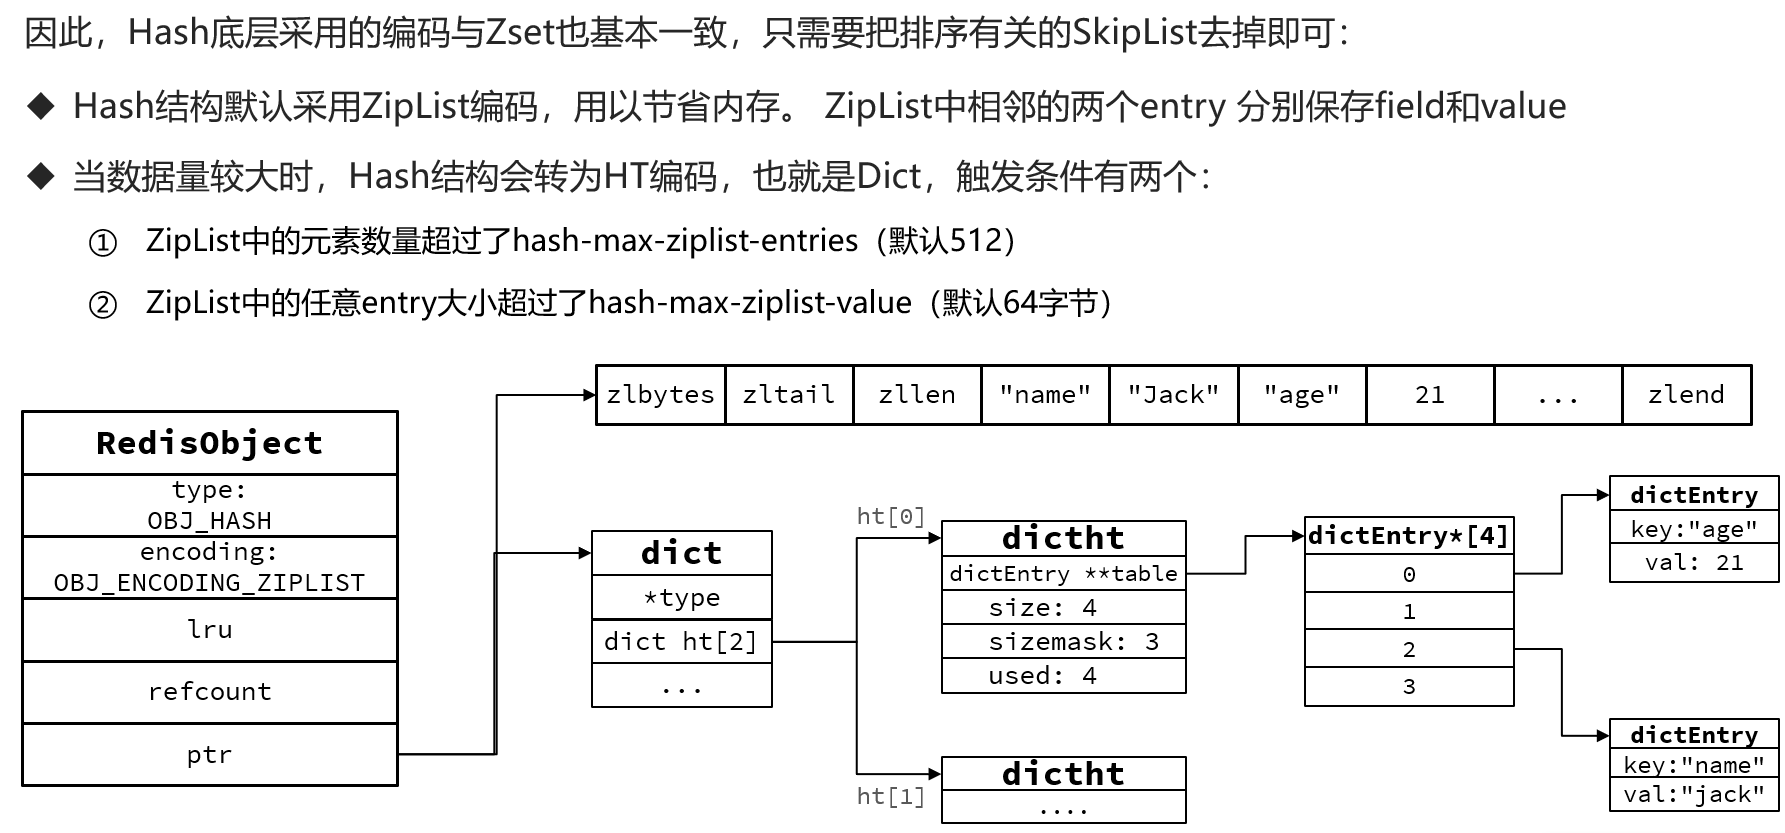 因此，Hash底层采用的编码与Zset也基本一致，只需要把排序有关的SkipList去掉即可：
◆ Hash结构默认采用ZipList编码，用以节省内存。 ZipList中相邻的两个entry 分别保存field和value
◆ 当数据量较大时，Hash结构会转为HT编码，也就是Dict，触发条件有两个：
① ZipList中的元素数量超过了hash-max-ziplist-entries（默认512）
② ZipList中的任意entry大小超过了hash-max-ziplist-value（默认64字节）
zlbytes zltail zllen "name" "Jack" "age" 21 ... zlend
RedisObject
type:
OBJ_HASH
encoding:
OBJ_ENCODING_ZIPLIST
lru
refcount
ptr
dict
*type
dict ht[2]
...
ht[0]
dictht
dictEntry **table
size: 4
sizemask: 3
used: 4
ht[1]
dictht
....
dictEntry*[4]
0
1
2
3
dictEntry
key:"age"
val: 21
dictEntry
key:"name"
val:"jack"